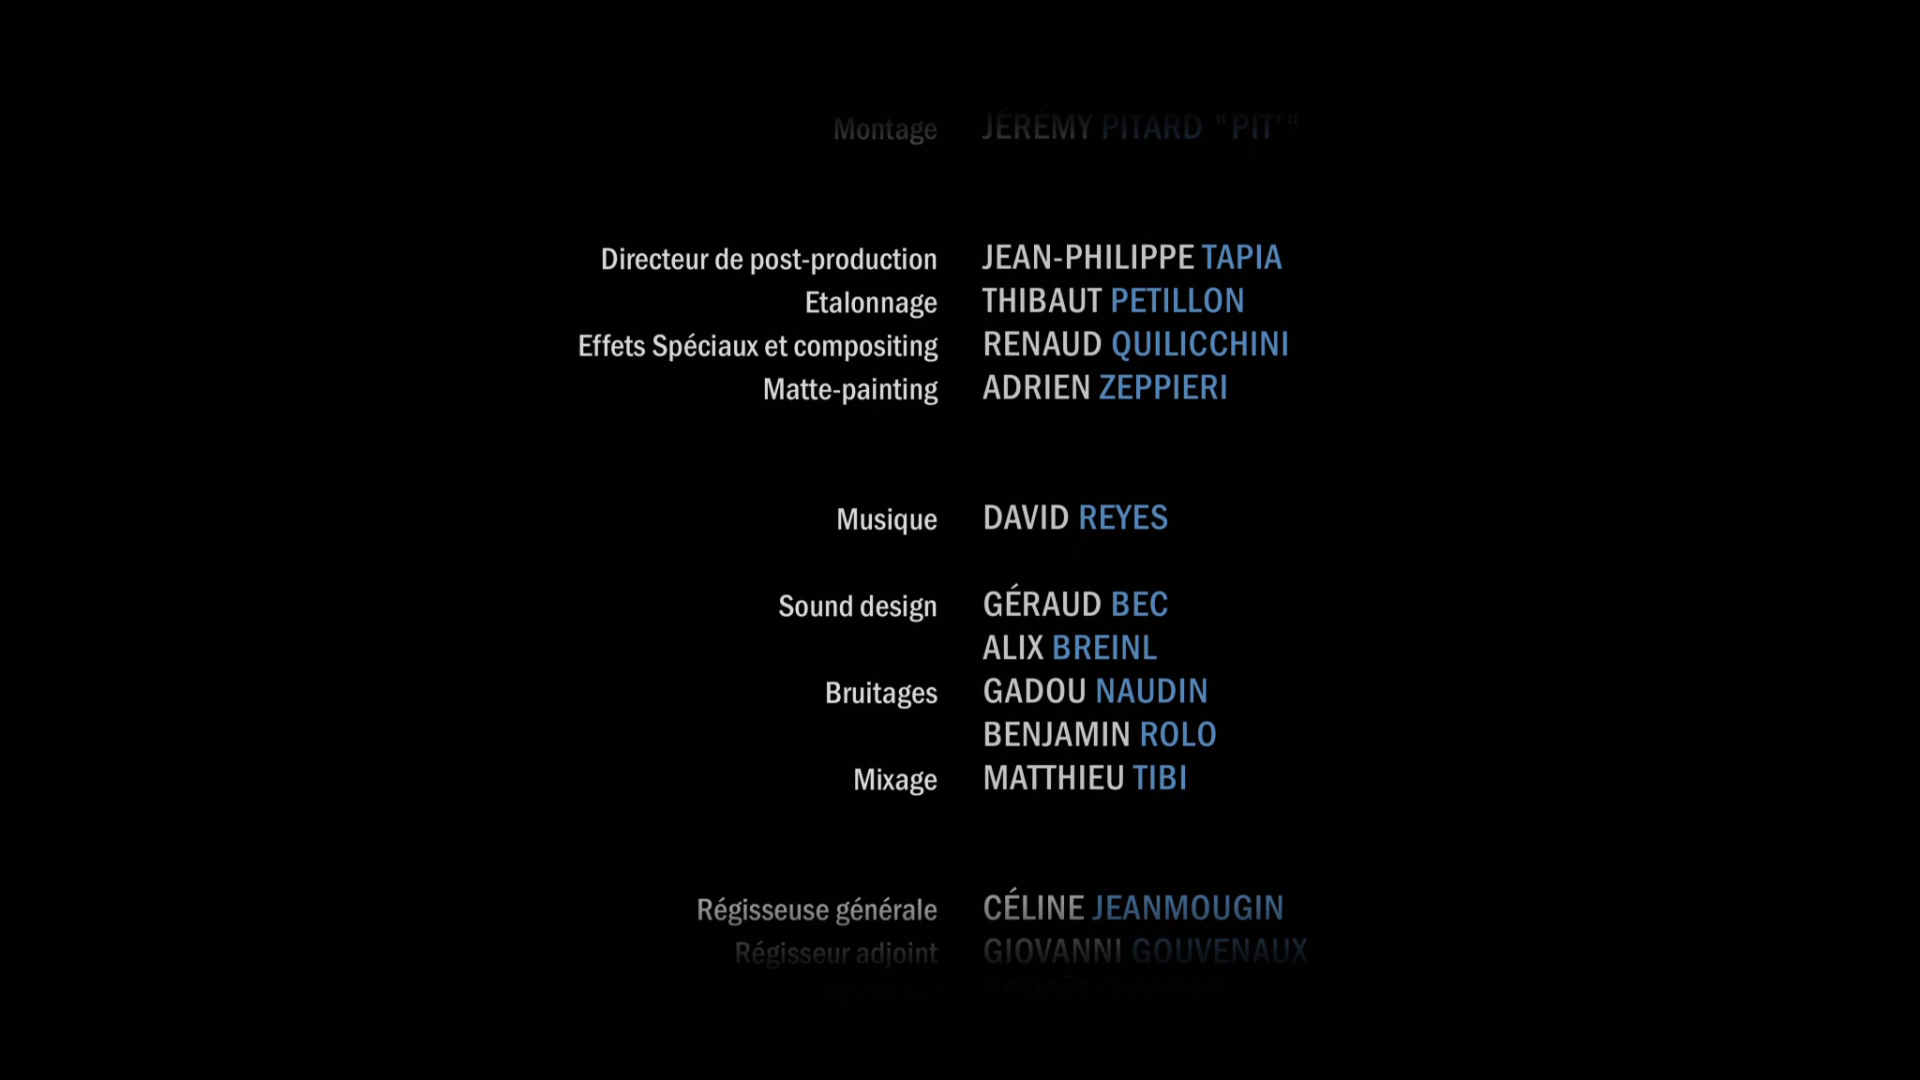 Montage JÉRÉMY PITARD "PIT'"
Directeur de post-production JEAN-PHILIPPE TAPIA
Etalonnage THIBAUT PETILLON
Effets Spéciaux et compositing RENAUD QUILICCHINI
Matte-painting ADRIEN ZEPPIERI
Musique DAVID REYES
Sound design GÉRAUD BEC
ALIX BREINL
Bruitages GADOU NAUDIN
BENJAMIN ROLO
Mixage MATTHIEU TIBI
Régisseuse générale CÉLINE JEANMOUGIN
Régisseur adjoint GIOVANNI GOUVENAUX